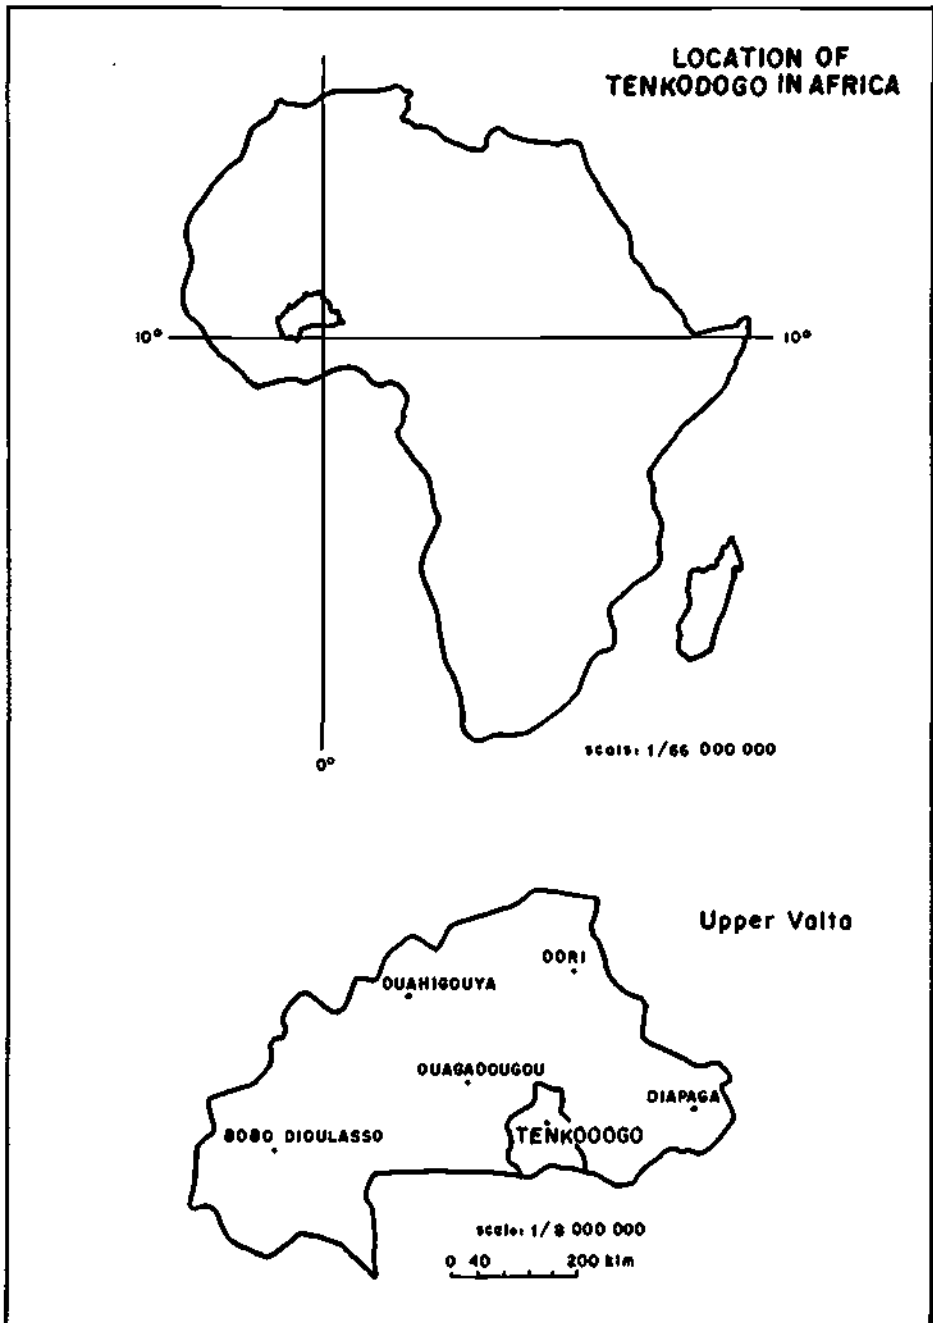 LOCATION OF
TENKODOGO IN AFRICA
10° 10°
0°
scale: 1/66 000 000
Upper Valta
DORI
OUAHIGOUYA
OUAGADOUGOU
DIAPAGA
TENKODOGO
BOBO DIOULASSO
scale: 1/8 000 000
0 40 200 klm